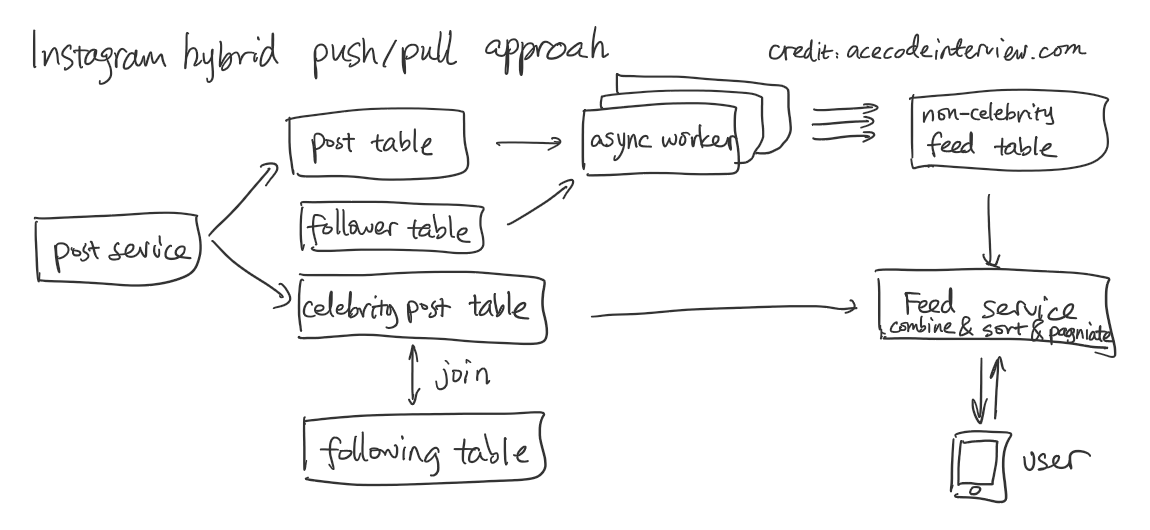 Instagram hybrid push/pull approah
credit: acecodeinterview.com
post table
async worker
non-celebrity
feed table
follower table
post service
celebrity post table
Feed service
combine & sort & pagniate
join
following table
user